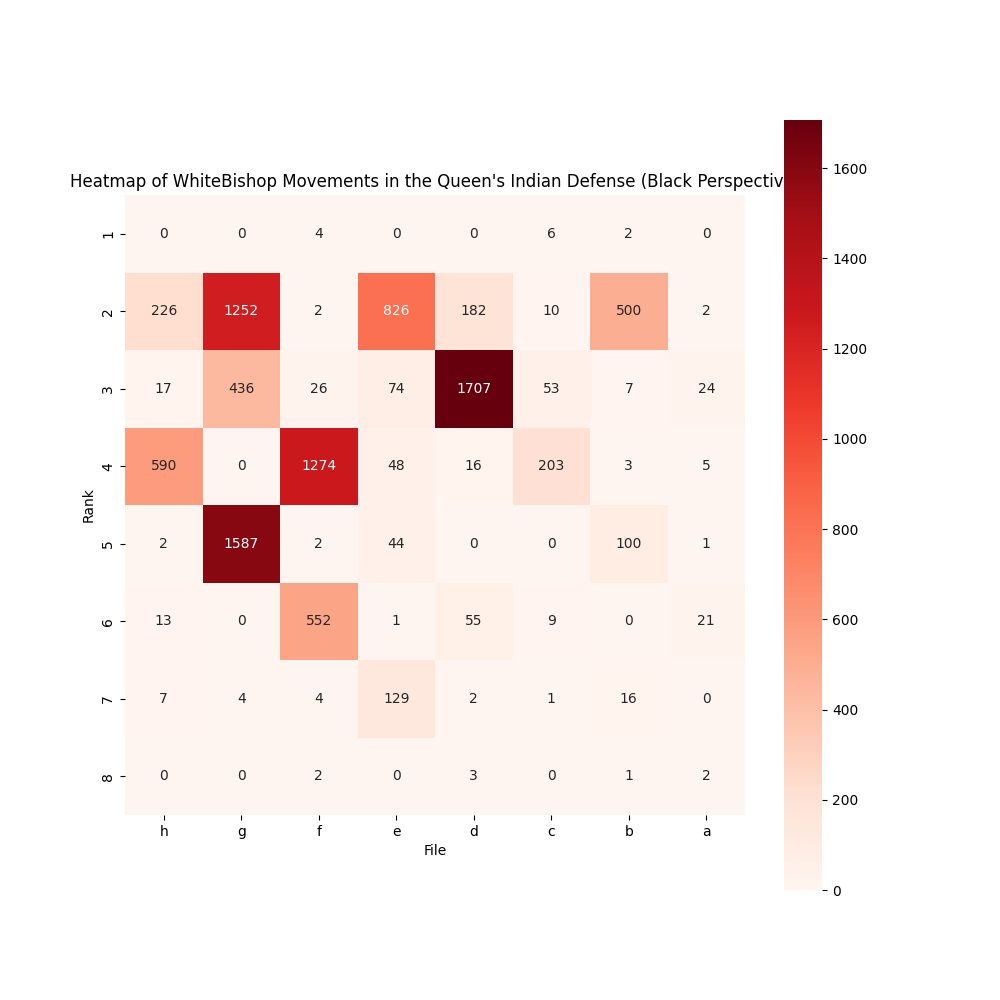 Heatmap of WhiteBishop Movements in the Queen's Indian Defense (Black Perspectiv
1600
1400
1200
1000
800
600
400
200
0
Rank
1 0 0 4 0 0 6 2 0
2 226 1252 2 826 182 10 500 2
3 17 436 26 74 1707 53 7 24
4 590 0 1274 48 16 203 3 5
5 2 1587 2 44 0 0 100 1
6 13 0 552 1 55 9 0 21
7 7 4 4 129 2 1 16 0
8 0 0 2 0 3 0 1 2
h g f e d c b a
File